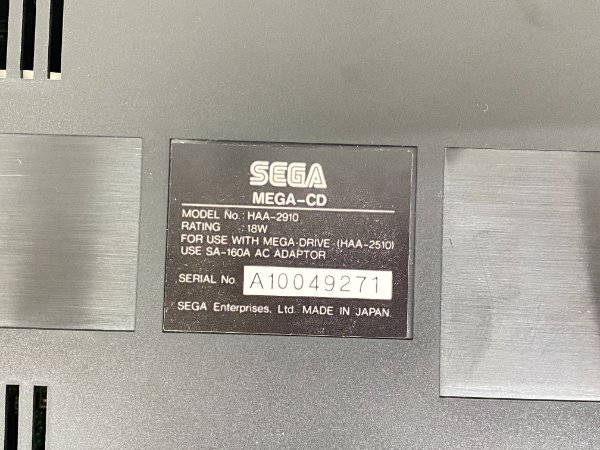 SEGA
MEGA-CD
MODEL No.: HAA-2910
RATING : 18W
FOR USE WITH MEGA-DRIVE (HAA-2510)
USE SA-160A AC ADAPTOR
SERIAL No. A10049271
SEGA Enterprises, Ltd. MADE IN JAPAN.